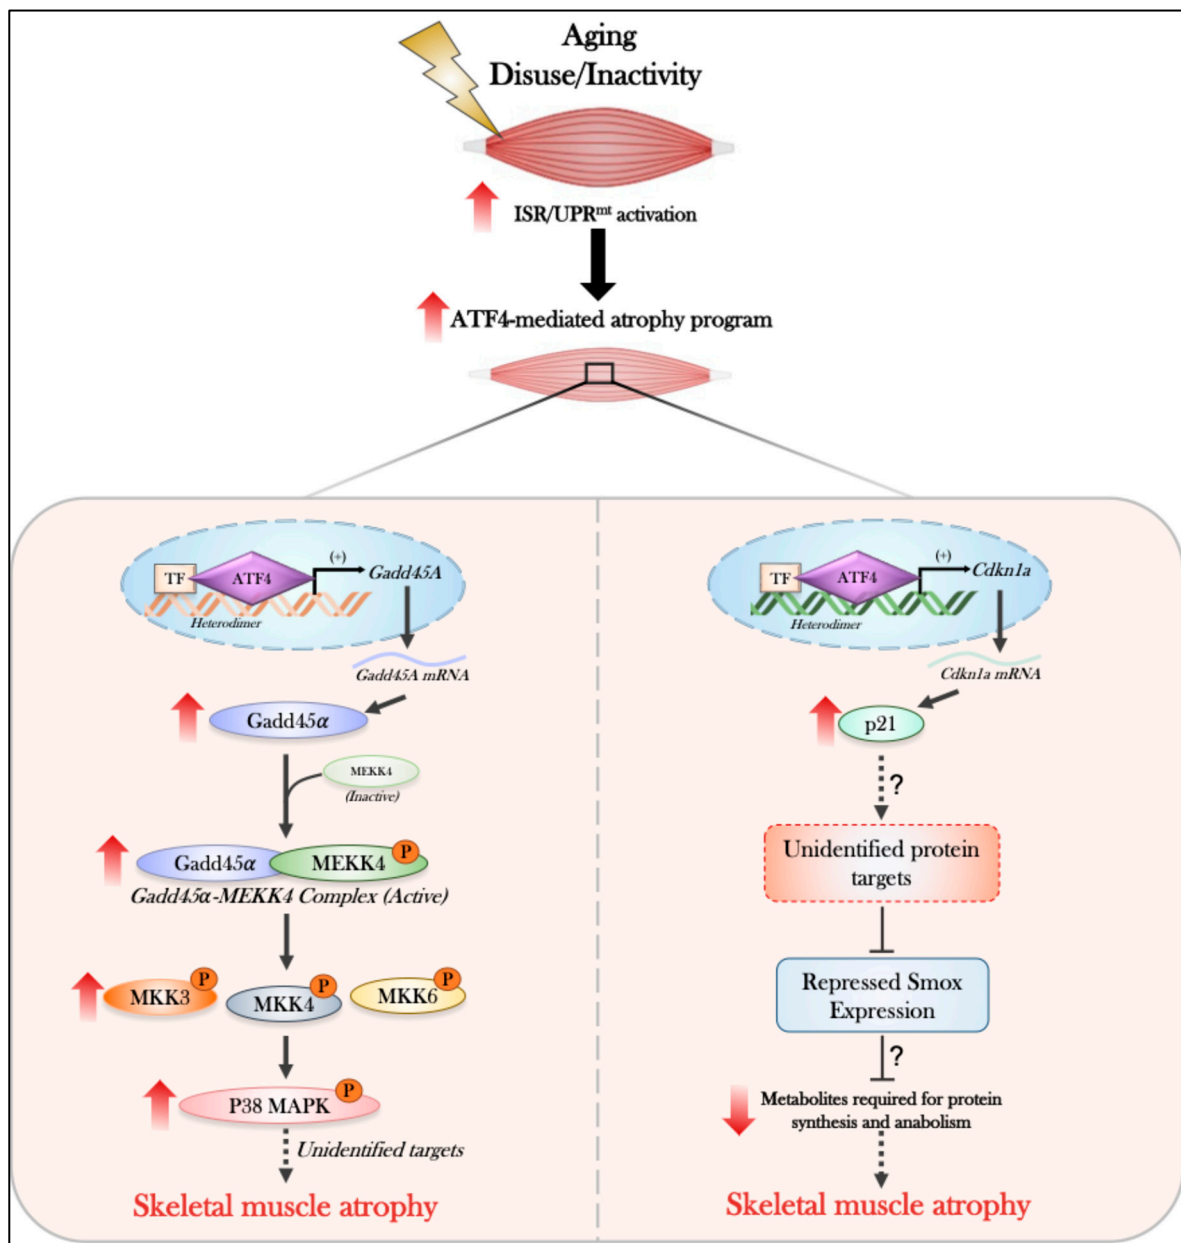 Aging
Disuse/Inactivity
ISR/UPRᵐᵗ activation
ATF4-mediated atrophy program
TF
ATF4
(+)
Gadd45A
Heterodimer
Gadd45A mRNA
Gadd45α
MEKK4
(Inactive)
Gadd45α
MEKK4
P
Gadd45α-MEKK4 Complex (Active)
MKK3
P
MKK4
P
MKK6
P
P38 MAPK
P
Unidentified targets
Skeletal muscle atrophy
TF
ATF4
(+)
Cdkn1a
Heterodimer
Cdkn1a mRNA
p21
?
Unidentified protein
targets
Repressed Smox
Expression
?
Metabolites required for protein
synthesis and anabolism
Skeletal muscle atrophy